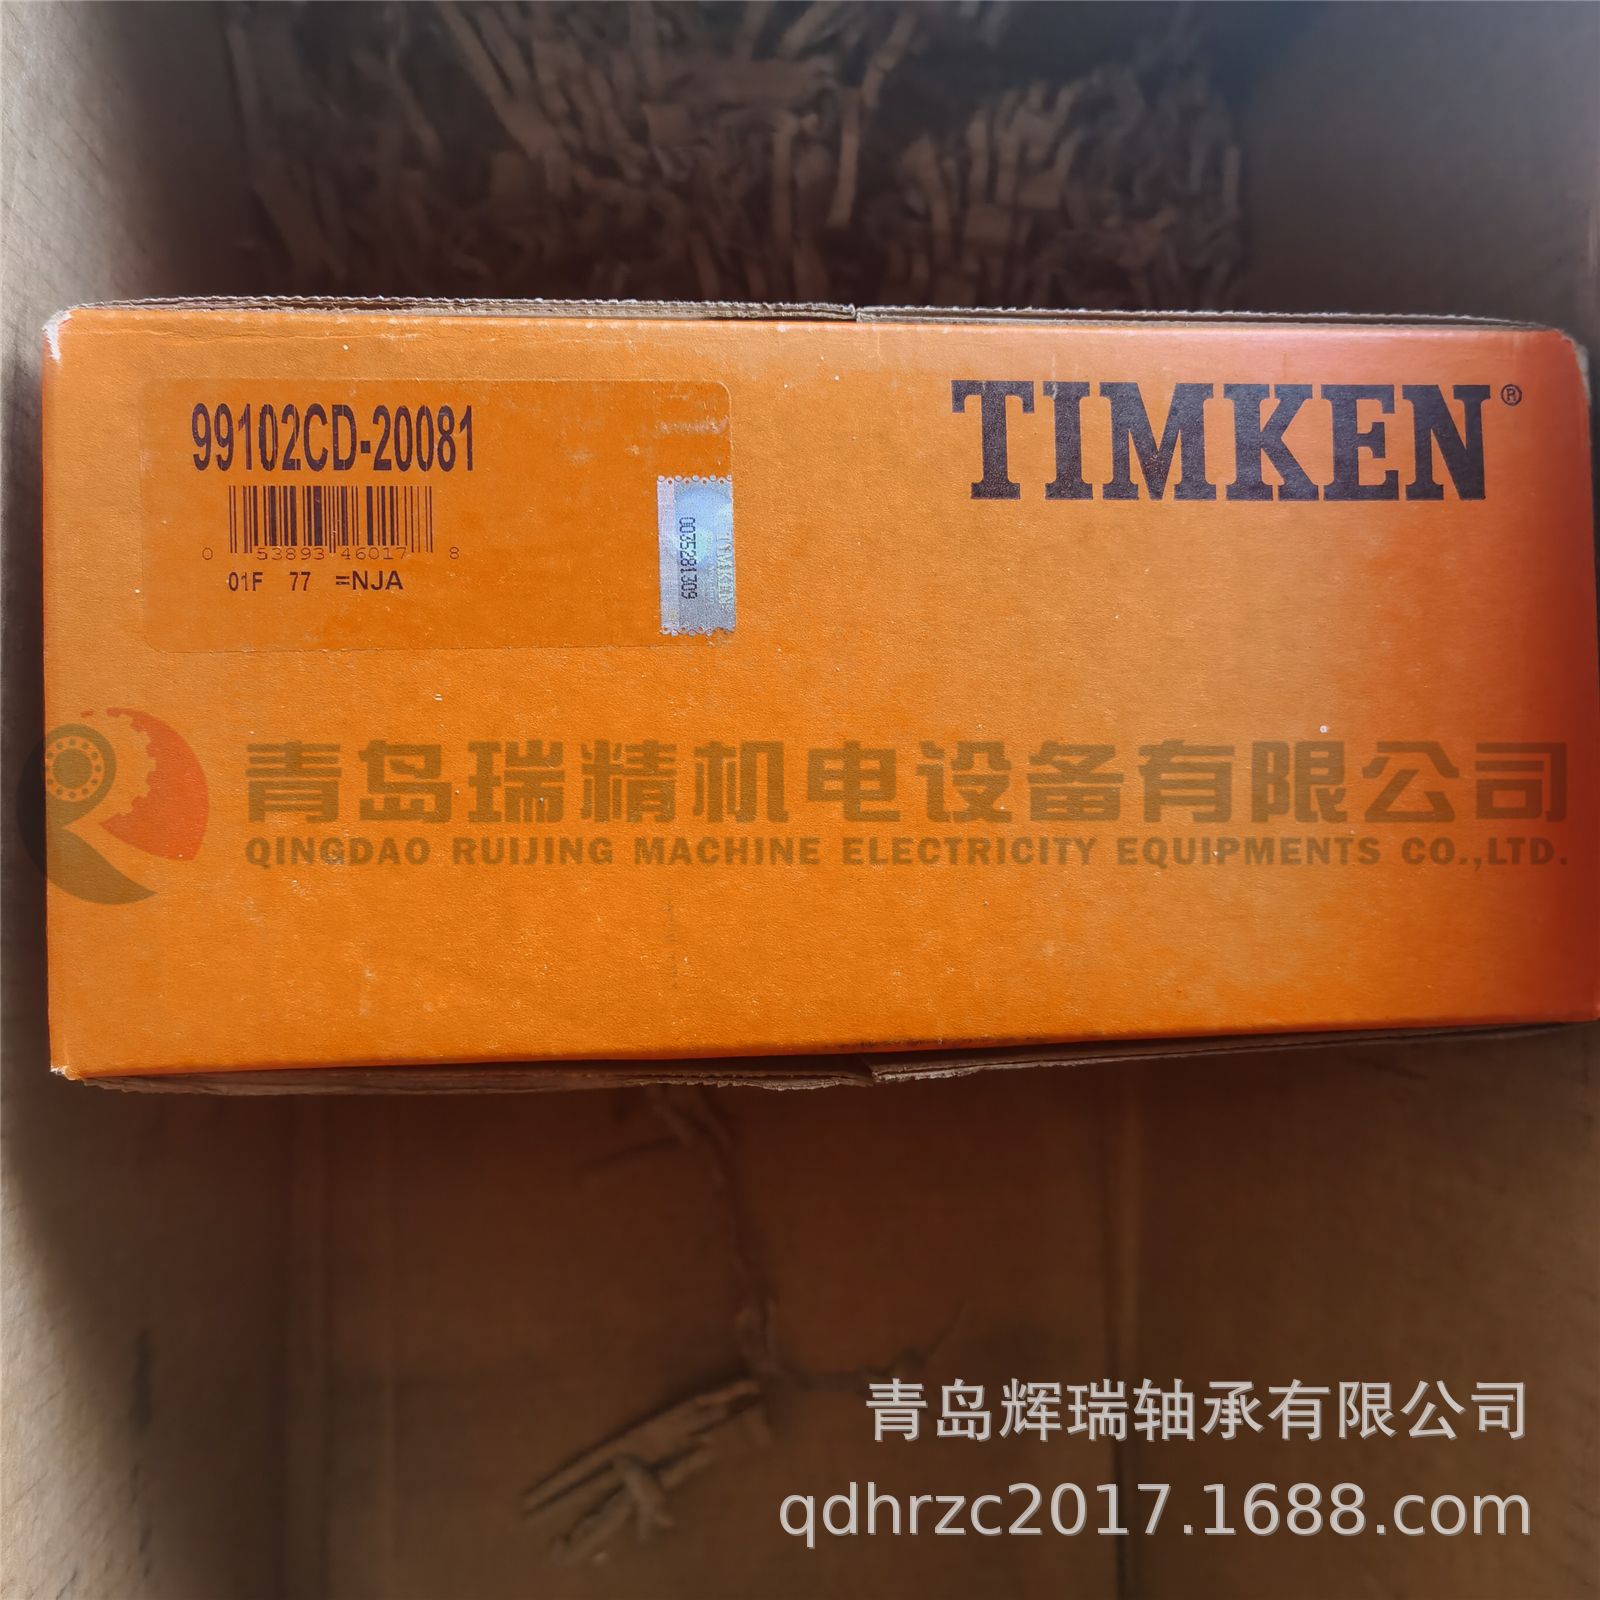 99102CD-20081
TIMKEN®
0 53893 46017 8
01F 77 =NJA
0035281309
TIMKEN
青岛瑞精机电设备有限公司
QINGDAO RUIJING MACHINE ELECTRICITY EQUIPMENTS CO.,LTD.
青岛辉瑞轴承有限公司
qdhrzc2017.1688.com